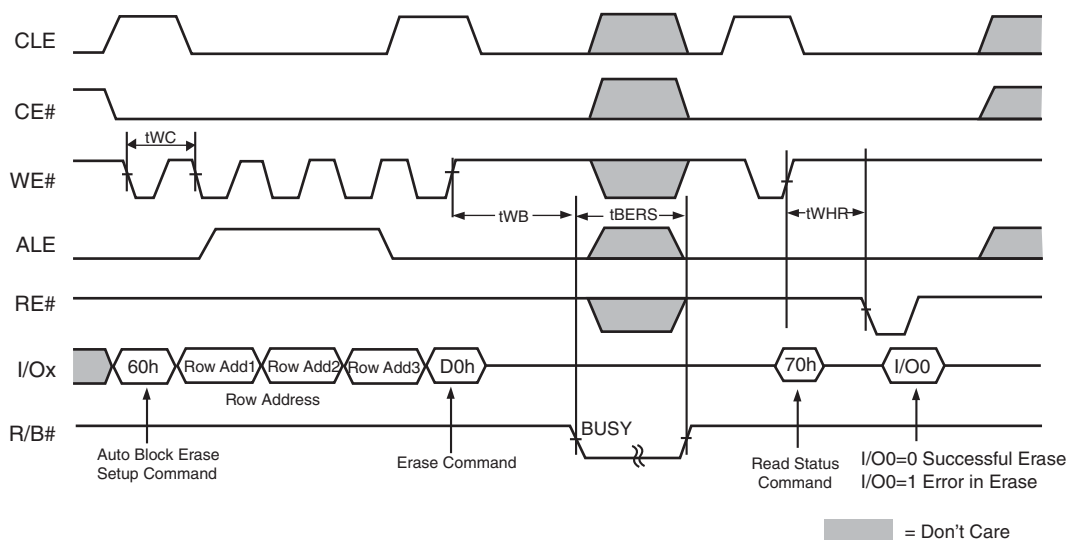 CLE
CE#
tWC
WE#
tWB
tBERS
tWHR
ALE
RE#
I/Ox
60h
Row Add1
Row Add2
Row Add3
D0h
70h
I/O0
Row Address
R/B#
BUSY
Auto Block Erase
Setup Command
Erase Command
Read Status
Command
I/O0=0 Successful Erase
I/O0=1 Error in Erase
= Don't Care